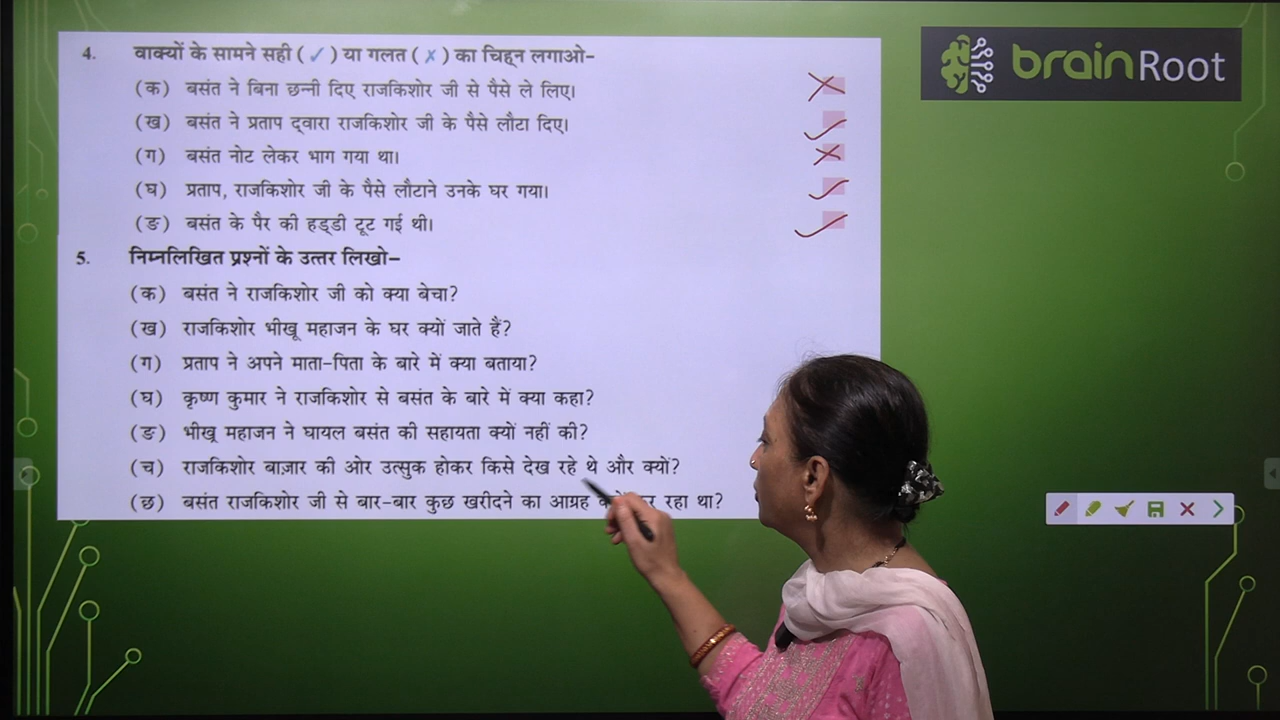 brainRoot
4. वाक्यों के सामने सही (✓) या गलत (✗) का चिह्न लगाओ–
(क) बसंत ने बिना छन्नी दिए राजकिशोर जी से पैसे ले लिए। ✗
(ख) बसंत ने प्रताप द्वारा राजकिशोर जी के पैसे लौटा दिए। ✓
(ग) बसंत नोट लेकर भाग गया था। ✗
(घ) प्रताप, राजकिशोर जी के पैसे लौटाने उनके घर गया। ✓
(ङ) बसंत के पैर की हड्डी टूट गई थी। ✓
5. निम्नलिखित प्रश्नों के उत्तर लिखो–
(क) बसंत ने राजकिशोर जी को क्या बेचा?
(ख) राजकिशोर भीखू महाजन के घर क्यों जाते हैं?
(ग) प्रताप ने अपने माता-पिता के बारे में क्या बताया?
(घ) कृष्ण कुमार ने राजकिशोर से बसंत के बारे में क्या कहा?
(ङ) भीखू महाजन ने घायल बसंत की सहायता क्यों नहीं की?
(च) राजकिशोर बाज़ार की ओर उत्सुक होकर किसे देख रहे थे और क्यों?
(छ) बसंत राजकिशोर जी से बार-बार कुछ खरीदने का आग्रह रहा था?